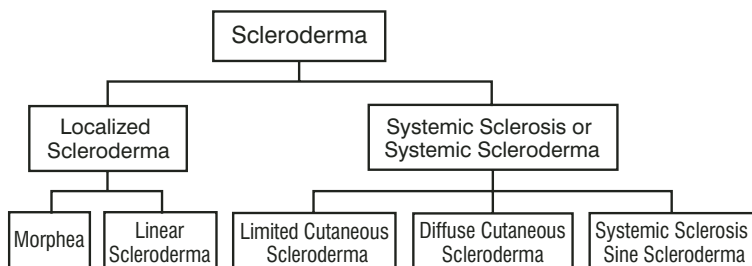 Scleroderma
Localized
Scleroderma
Systemic Sclerosis or
Systemic Scleroderma
Morphea
Linear
Scleroderma
Limited Cutaneous
Scleroderma
Diffuse Cutaneous
Scleroderma
Systemic Sclerosis
Sine Scleroderma